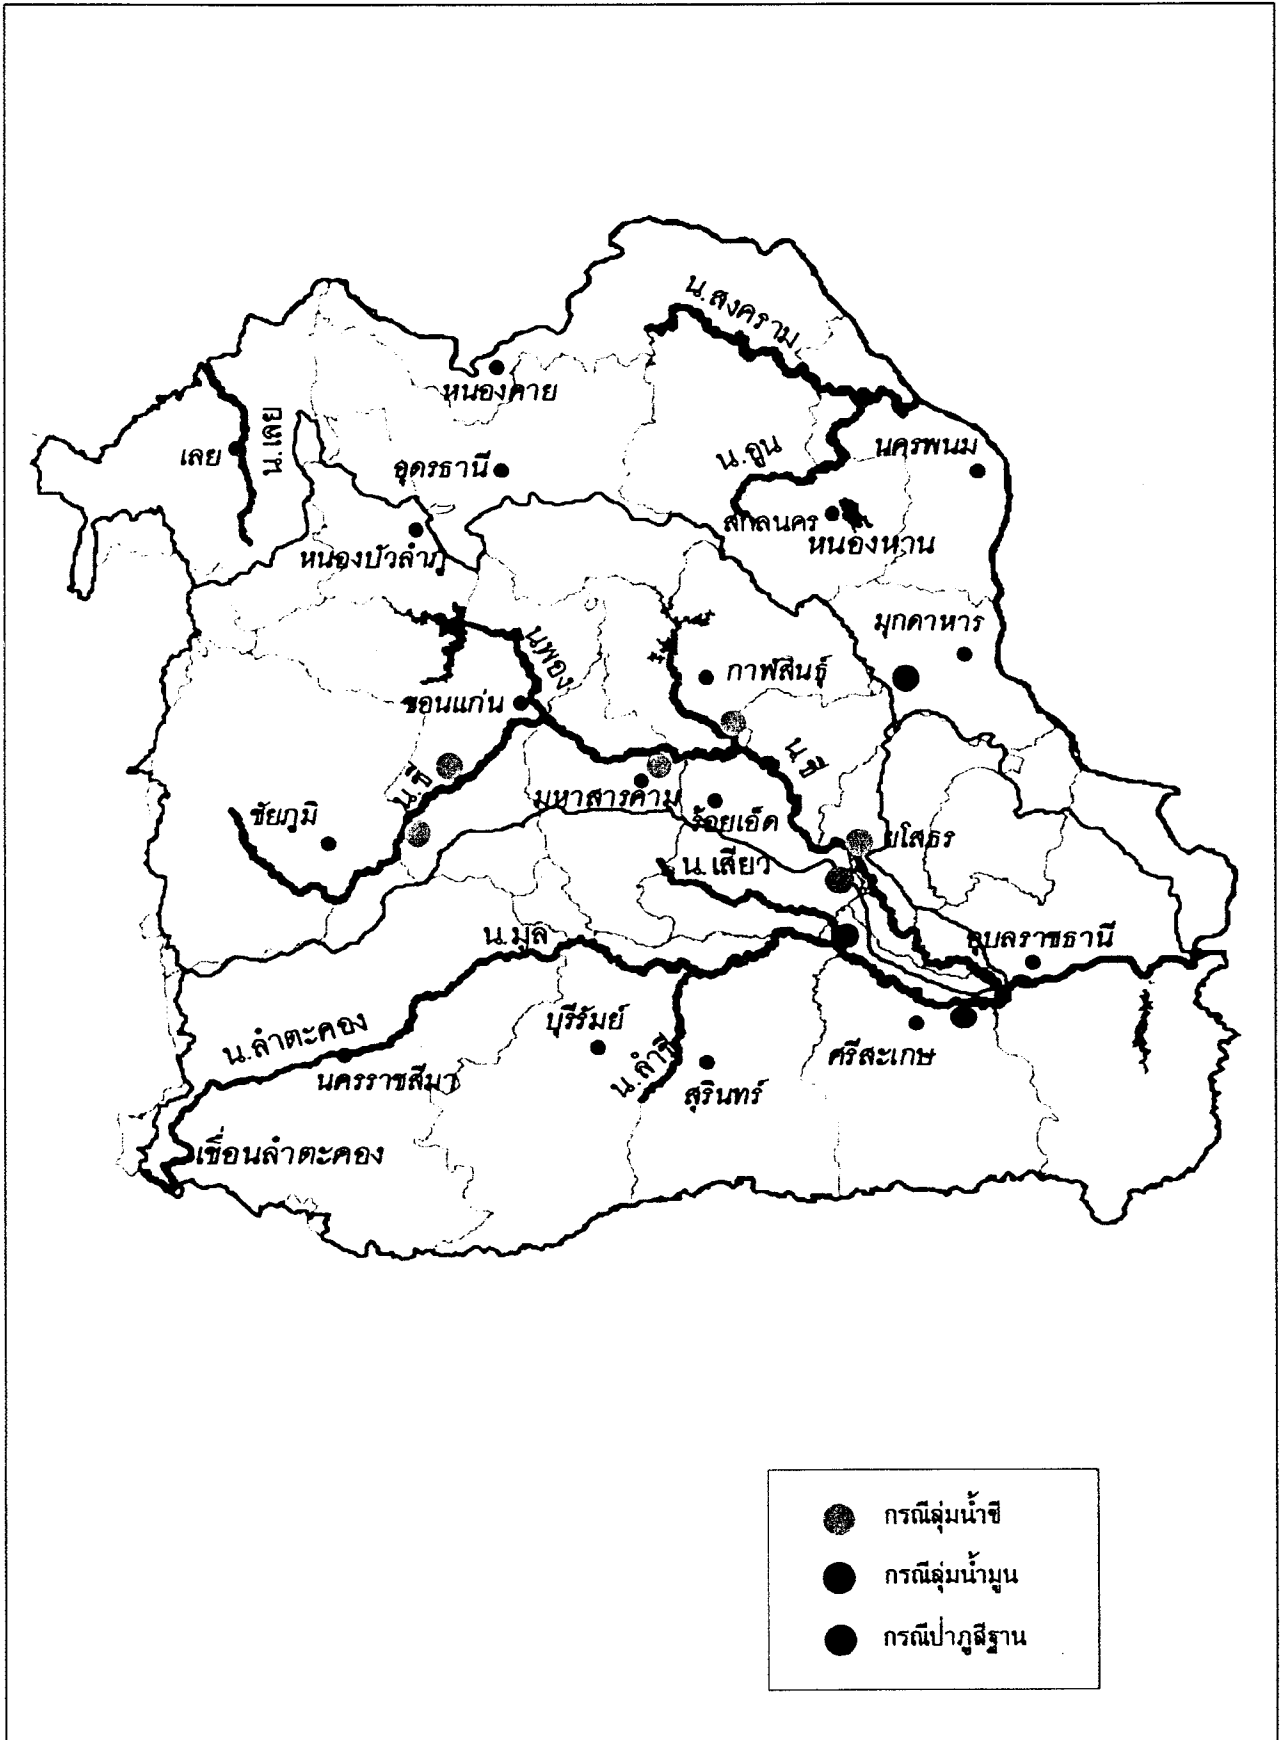 น.สงคราม
หนองคาย
น.เลย
เลย
อุดรธานี
น.อูน
นครพนม
สกลนคร
หนองหาน
หนองบัวลำภู
มุกดาหาร
น.พอง
กาฬสินธุ์
ขอนแก่น
น.ชี
น.ชี
มหาสารคาม
ชัยภูมิ
ร้อยเอ็ด
ยโสธร
น.เสียว
น.มูล
อุบลราชธานี
น.ลำตะคอง
บุรีรัมย์
น.ลำชี
ศรีสะเกษ
นครราชสีมา
สุรินทร์
เขื่อนลำตะคอง
กรณีลุ่มน้ำชี
กรณีลุ่มน้ำมูน
กรณีป่าภูสีฐาน